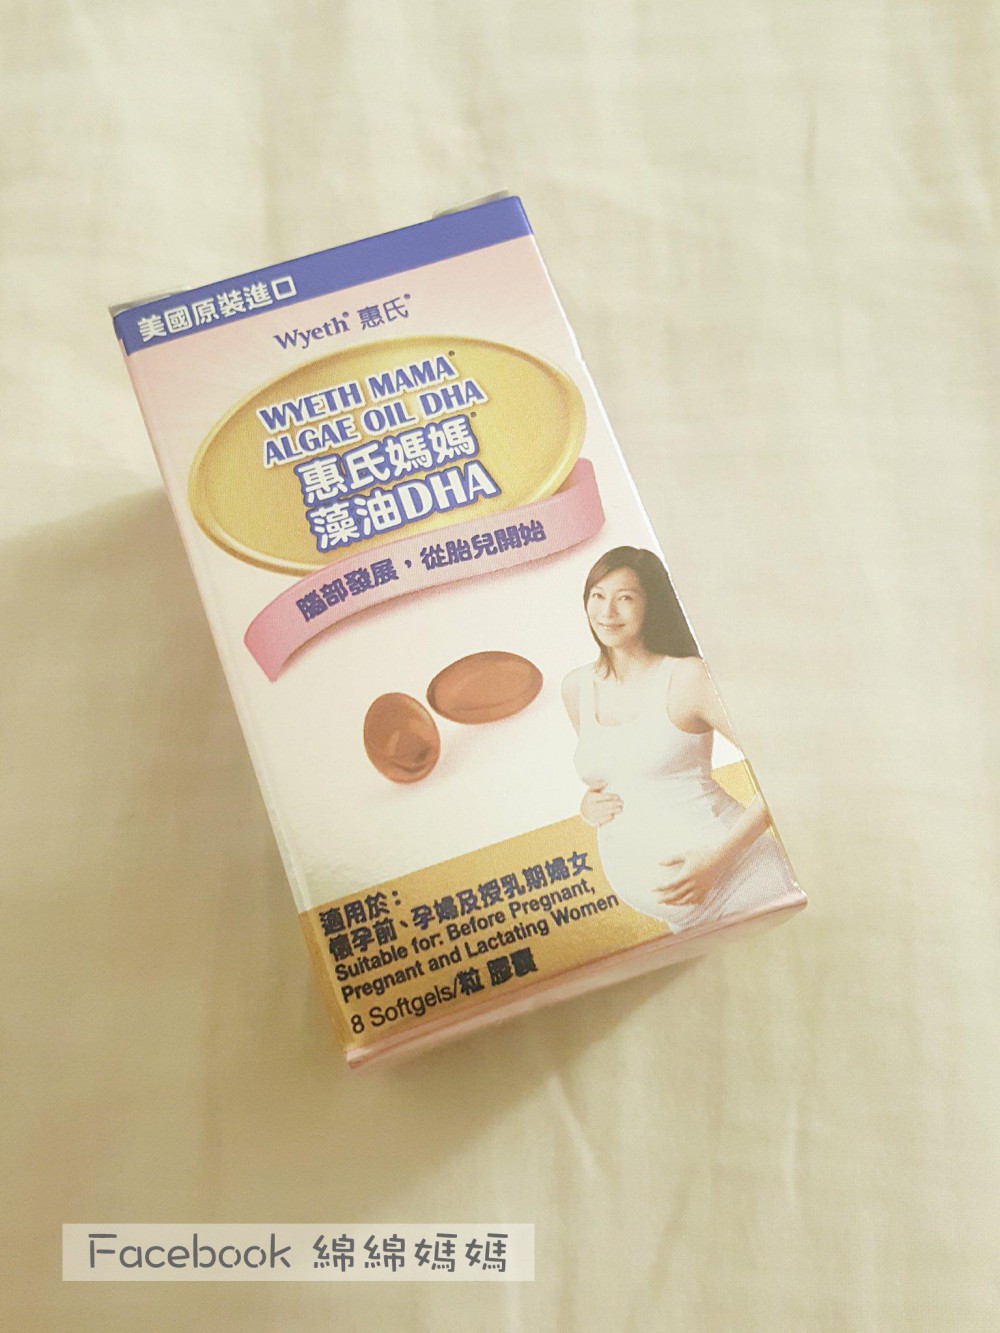 美國原裝進口
Wyeth® 惠氏®
WYETH MAMA®
ALGAE OIL DHA
惠氏媽媽®
藻油DHA
腦部發展，從胎兒開始
適用於：
懷孕前、孕婦及授乳期婦女
Suitable for: Before Pregnant,
Pregnant and Lactating Women
8 Softgels/粒 膠囊
Facebook 綿綿媽媽